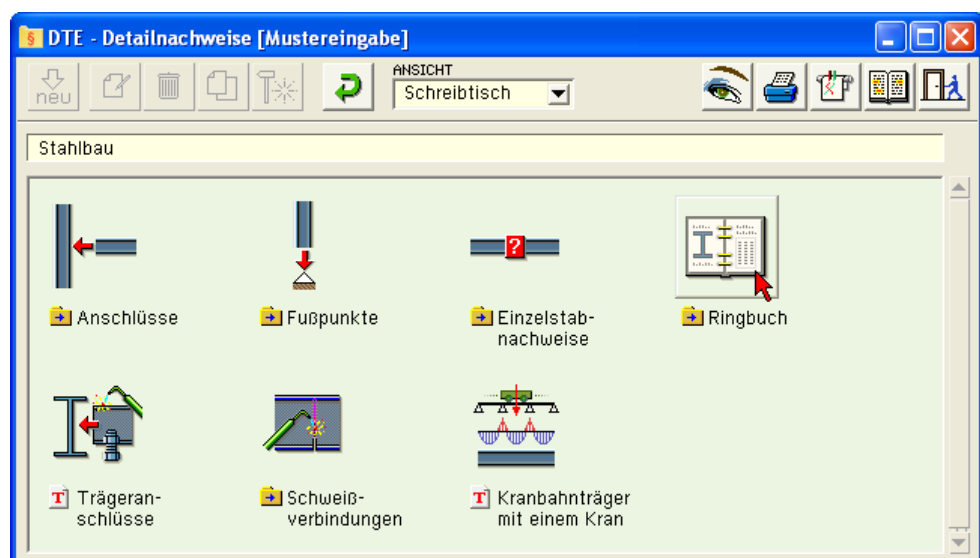 DTE - Detailnachweise [Mustereingabe]
neu
ANSICHT
Schreibtisch
Stahlbau
Anschlüsse
Fußpunkte
Einzelstab-
nachweise
Ringbuch
Trägeran-
schlüsse
Schweiß-
verbindungen
Kranbahnträger
mit einem Kran